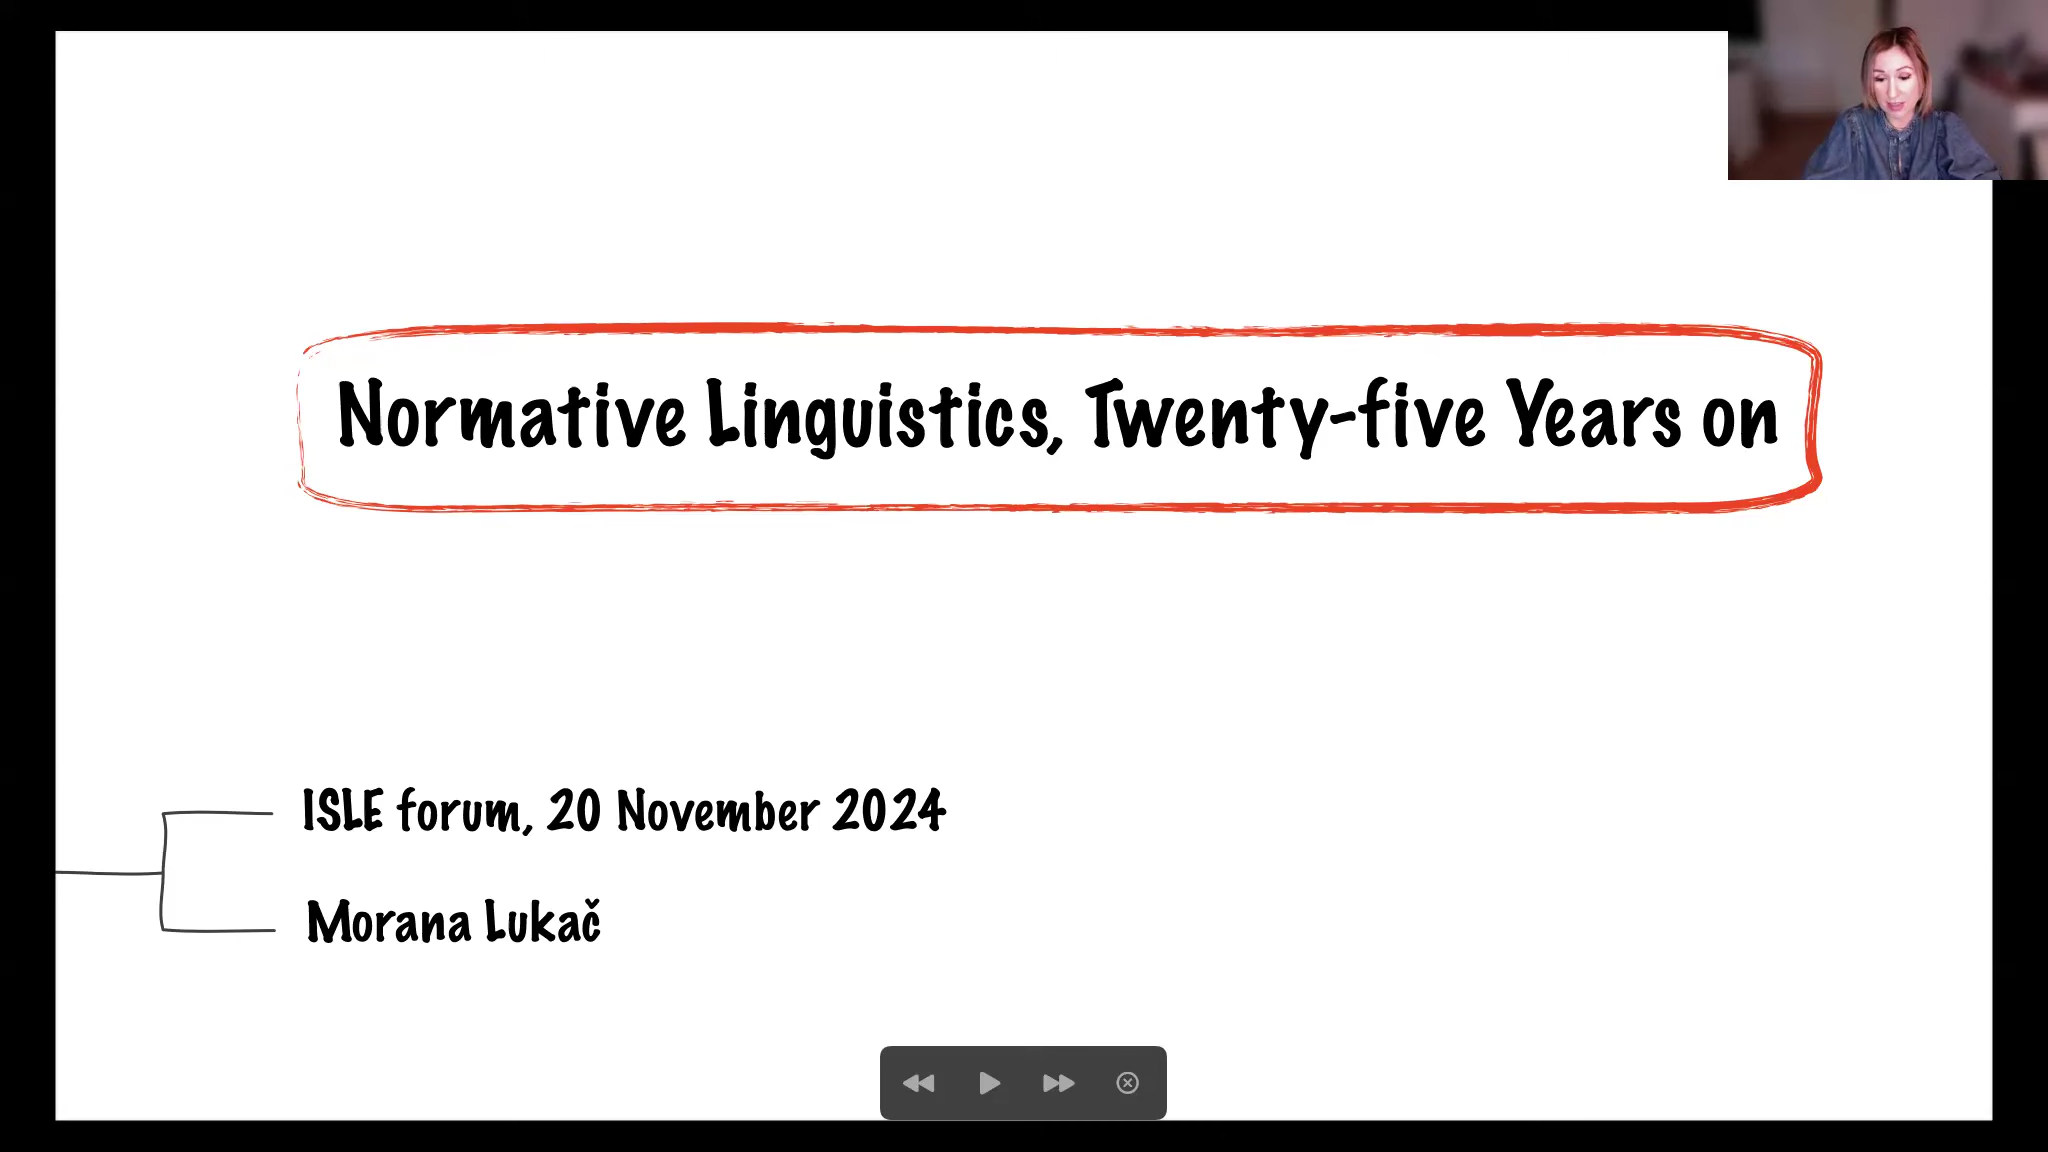 Normative Linguistics, Twenty-five Years on
ISLE forum, 20 November 2024
Morana Lukač